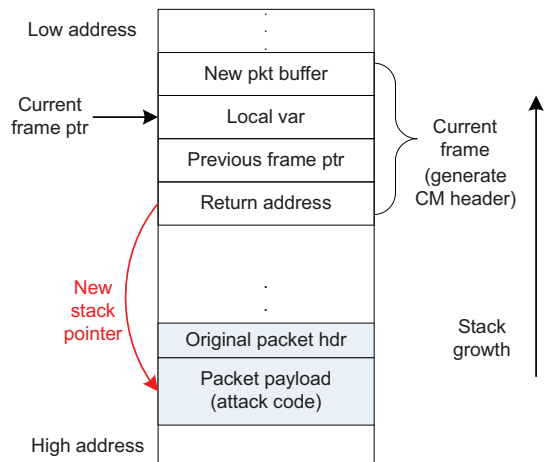 Low address
New pkt buffer
Current
frame ptr
Local var
Previous frame ptr
Return address
Current
frame
(generate
CM header)
New
stack
pointer
Original packet hdr
Packet payload
(attack code)
Stack
growth
High address